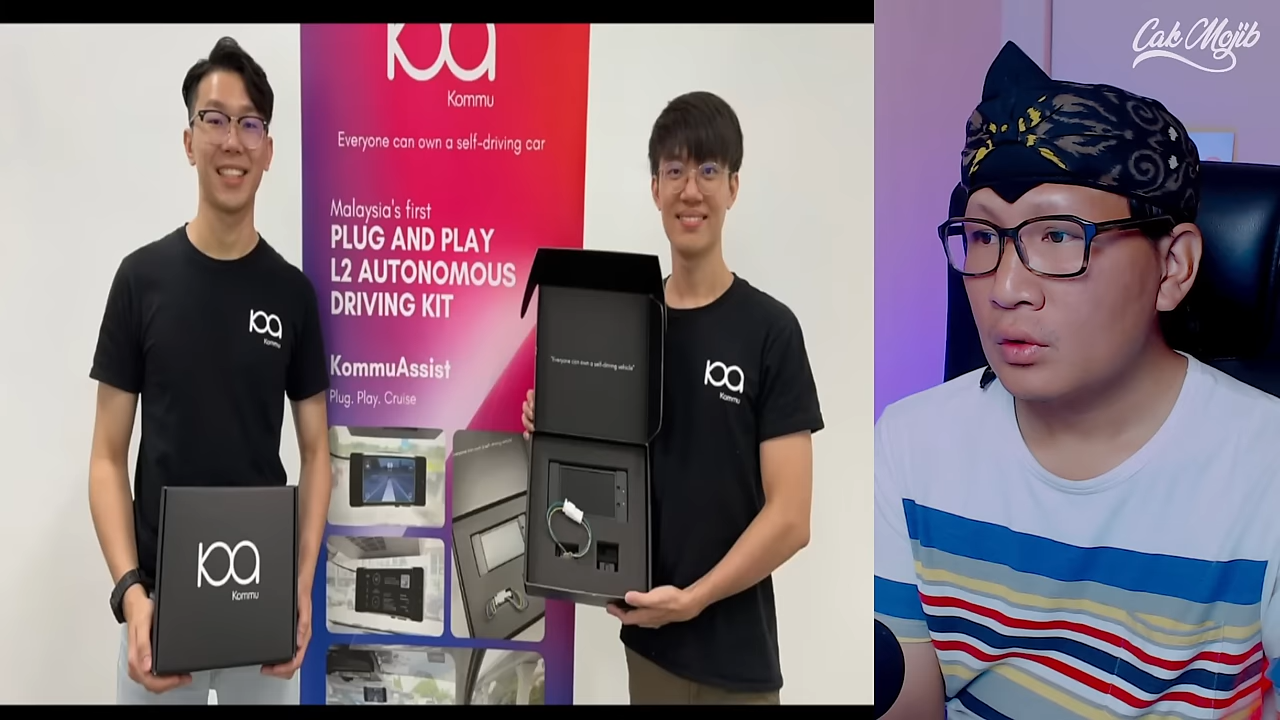 Kommu
Everyone can own a self-driving car
Malaysia's first
PLUG AND PLAY
L2 AUTONOMOUS
DRIVING KIT
KommuAssist
Plug. Play. Cruise
Kommu
Kommu
"Everyone can own a self-driving vehicle"
Kommu
Cak Mojib